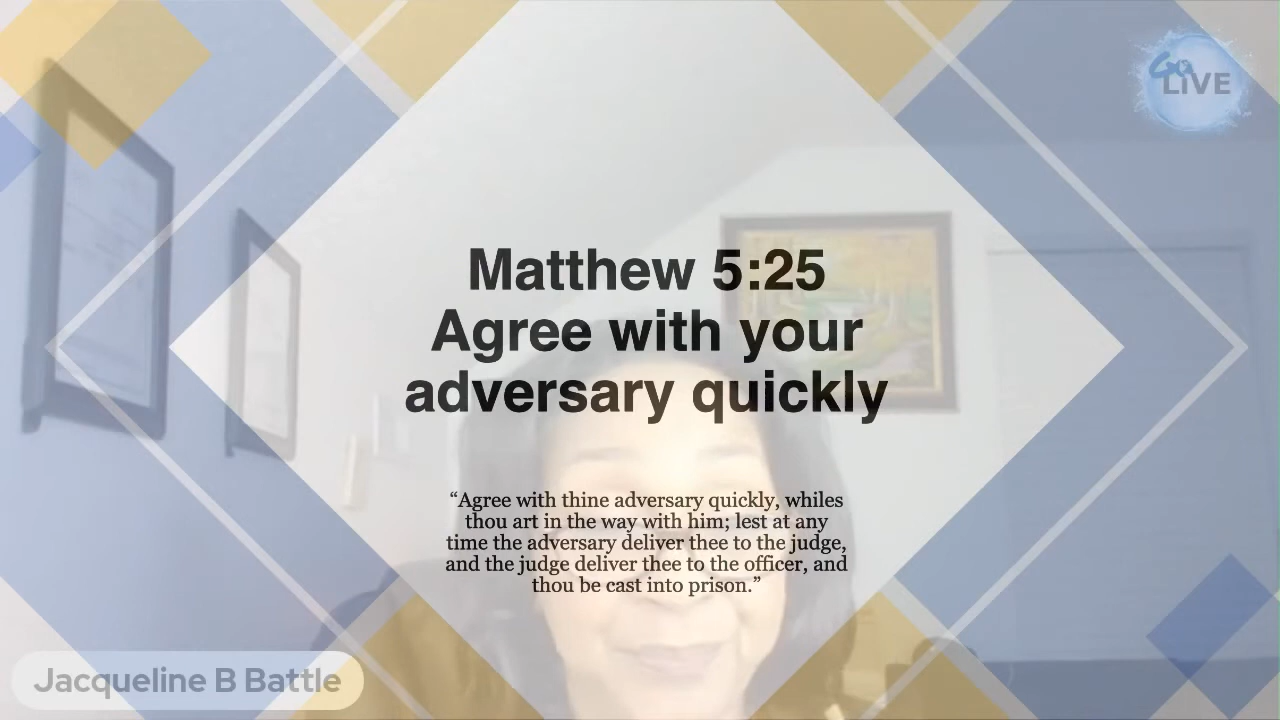 Go
LIVE
Matthew 5:25
Agree with your
adversary quickly
“Agree with thine adversary quickly, whiles
thou art in the way with him; lest at any
time the adversary deliver thee to the judge,
and the judge deliver thee to the officer, and
thou be cast into prison.”
Jacqueline B Battle